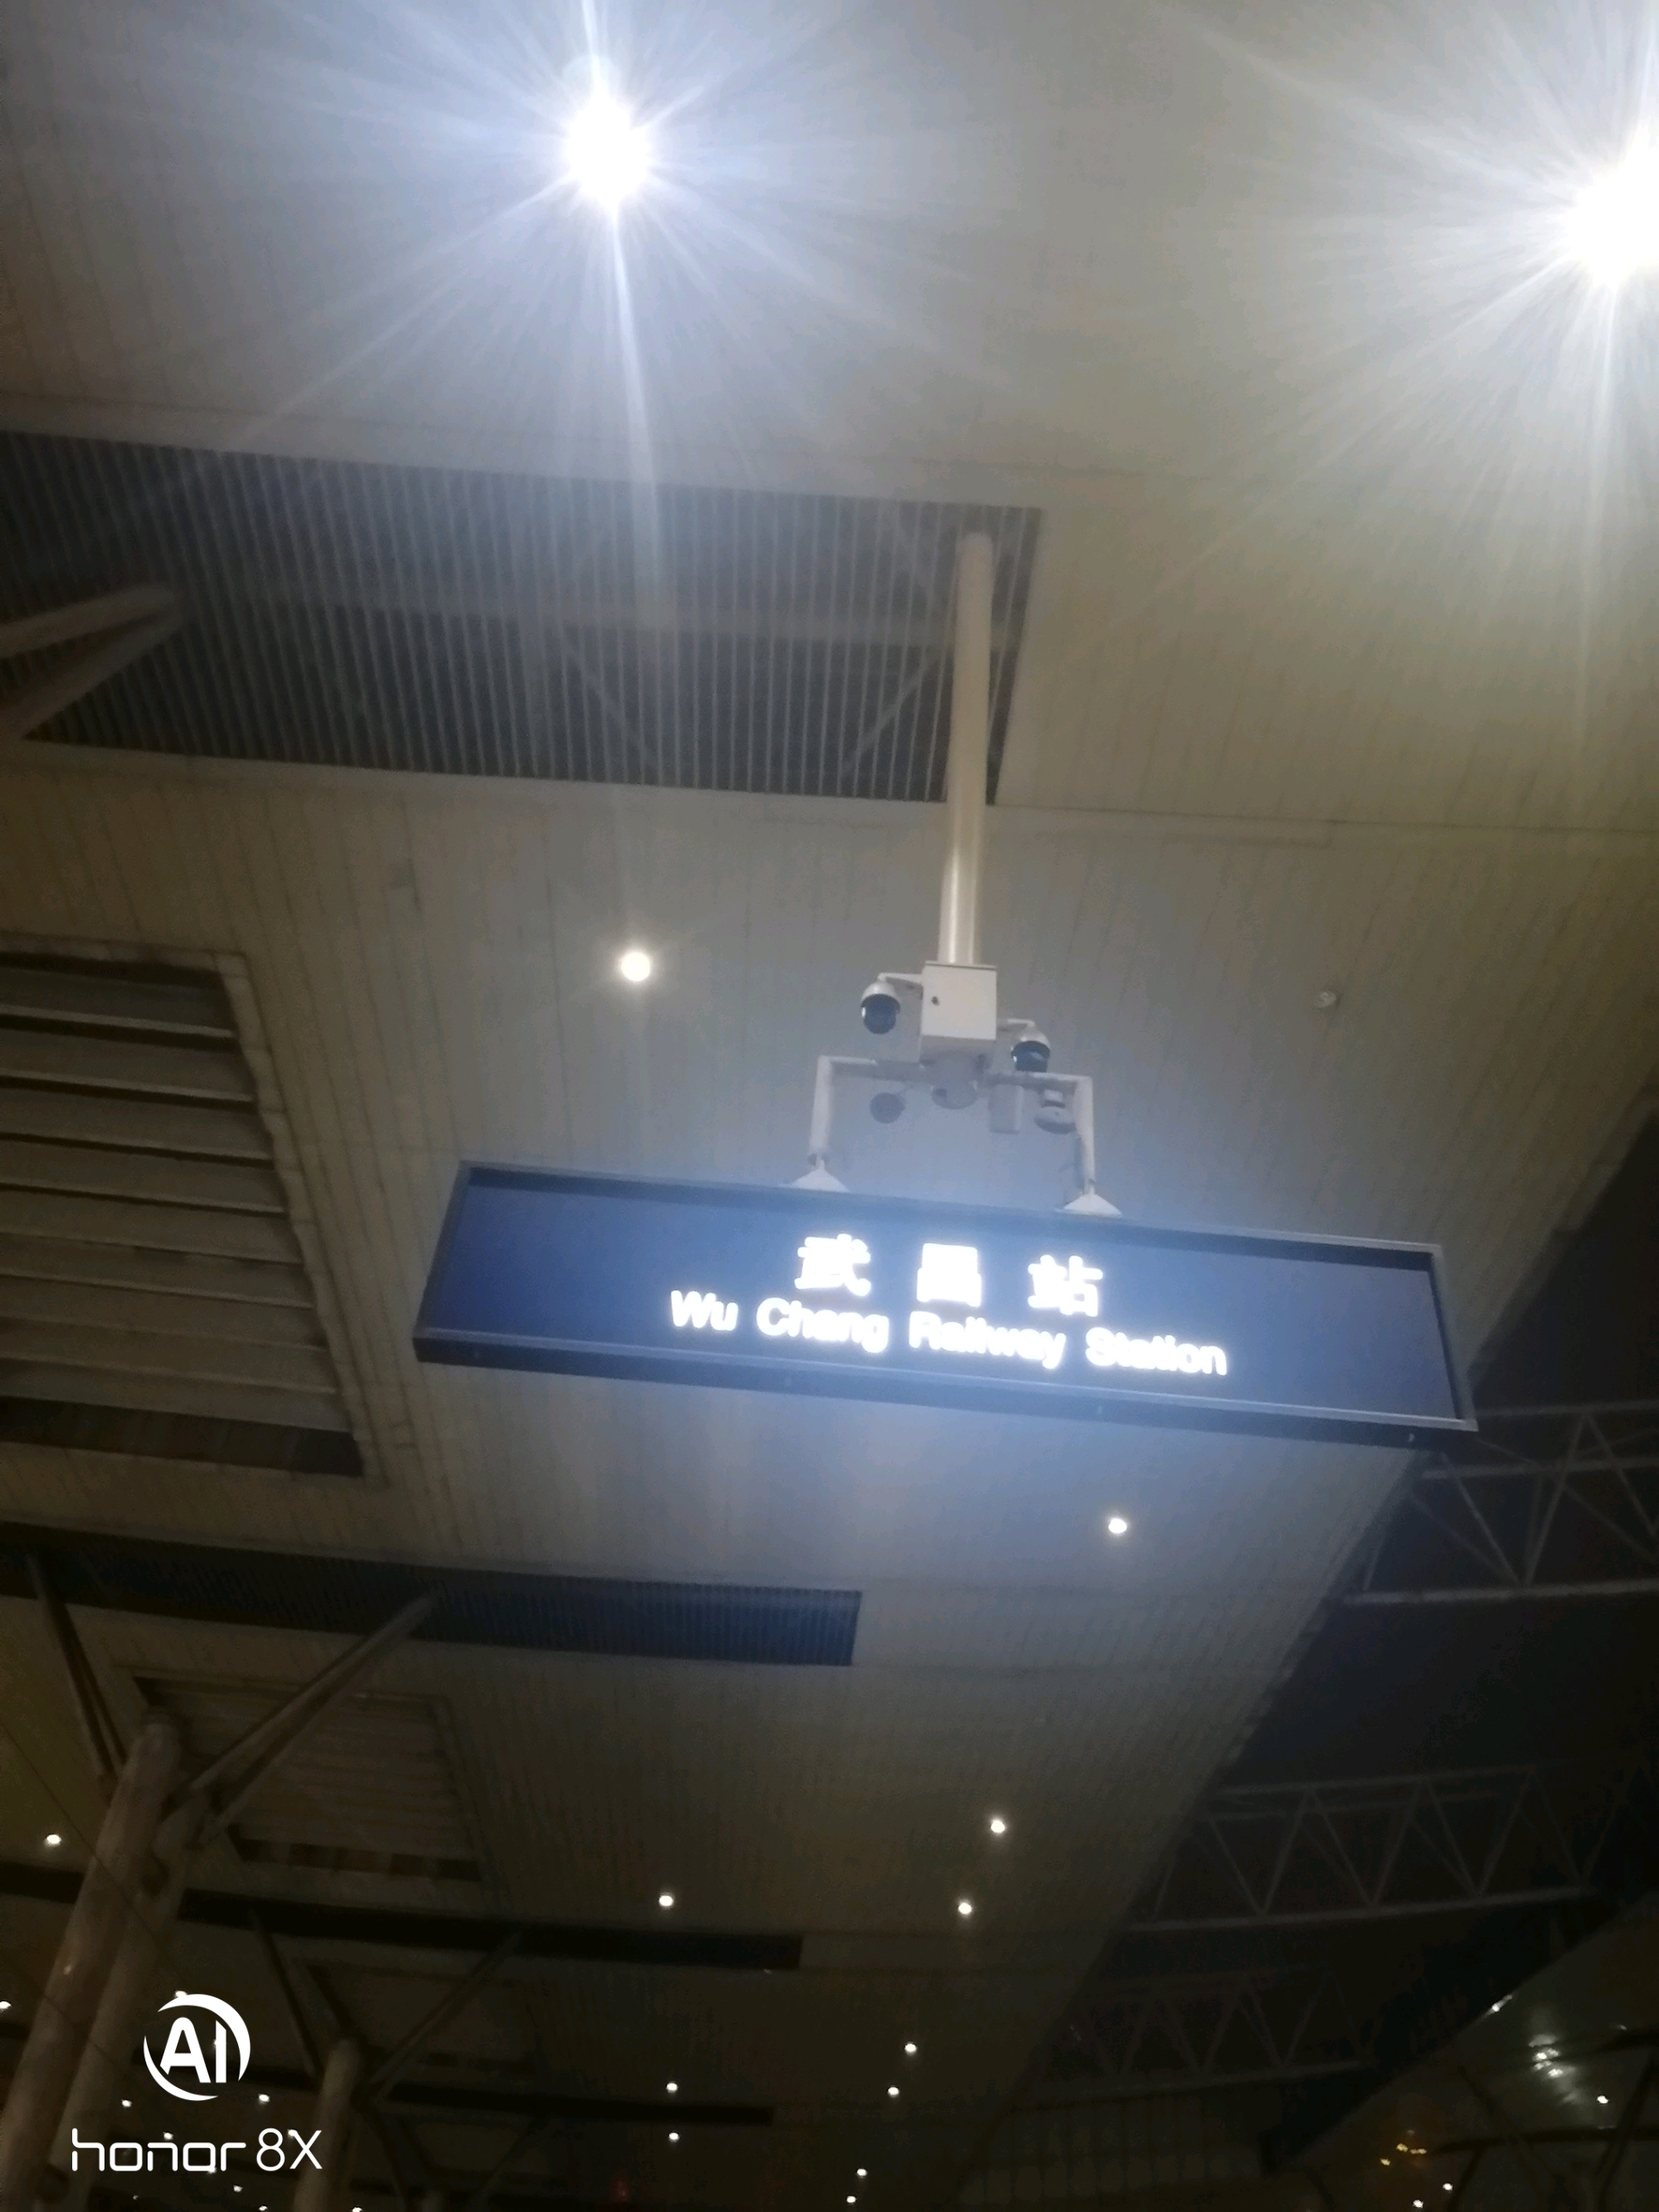 武昌站
Wu Chang Railway Station
AI
honor 8X